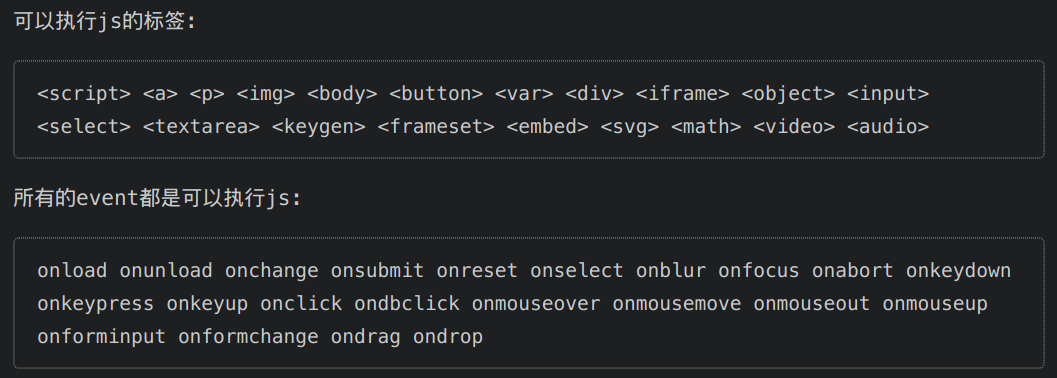 可以执行js的标签:
<script> <a> <p> <img> <body> <button> <var> <div> <iframe> <object> <input>
<select> <textarea> <keygen> <frameset> <embed> <svg> <math> <video> <audio>
所有的event都是可以执行js:
onload onunload onchange onsubmit onreset onselect onblur onfocus onabort onkeydown
onkeypress onkeyup onclick ondbclick onmouseover onmousemove onmouseout onmouseup
onforminput onformchange ondrag ondrop